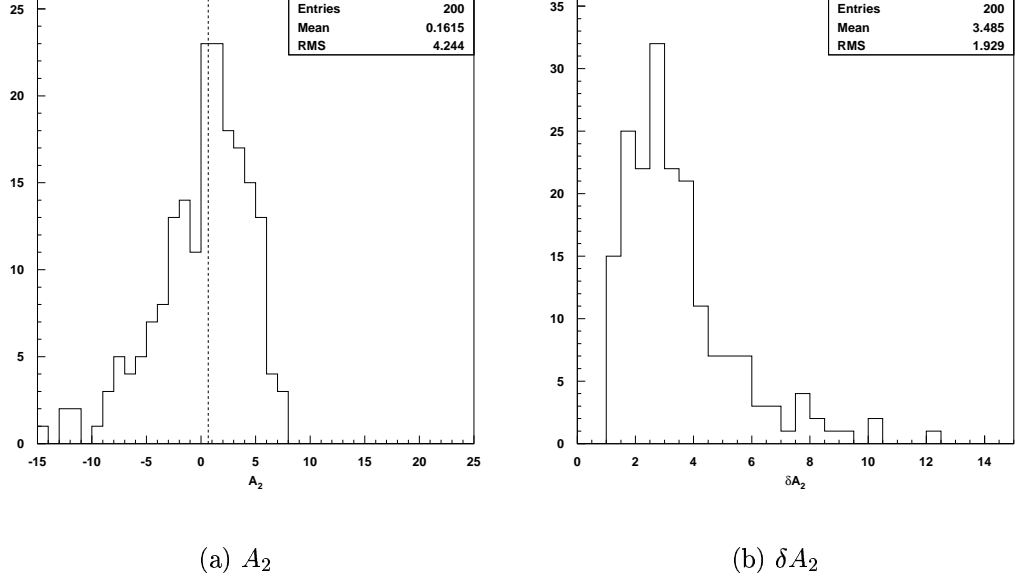 Entries 200
Mean 0.1615
RMS 4.244
25
20
15
10
5
0
-15 -10 -5 0 5 10 15 20 25
A₂
(a) A₂
Entries 200
Mean 3.485
RMS 1.929
35
30
25
20
15
10
5
0
0 2 4 6 8 10 12 14
δA₂
(b) δA₂